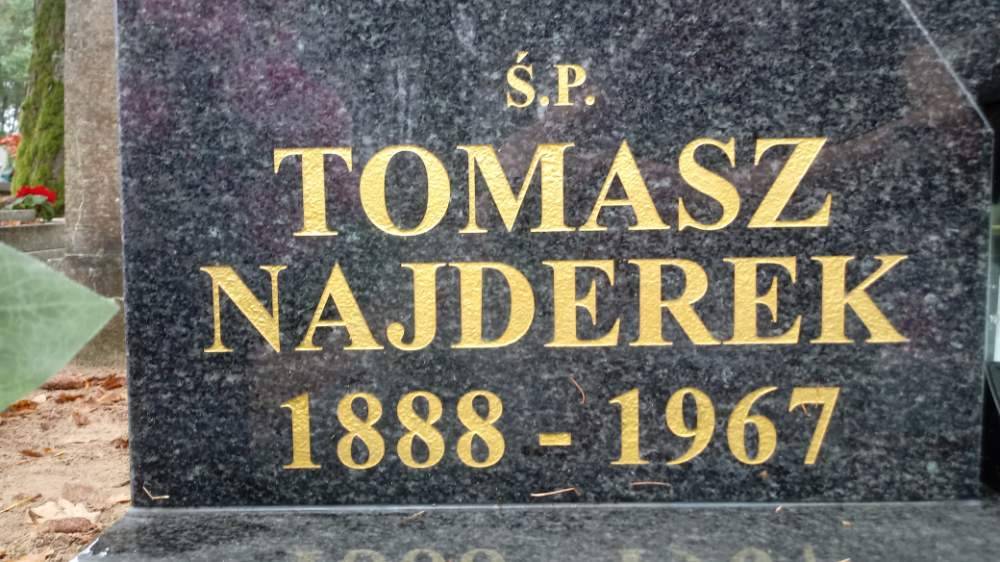 Ś.P.
TOMASZ
NAJDEREK
1888 - 1967